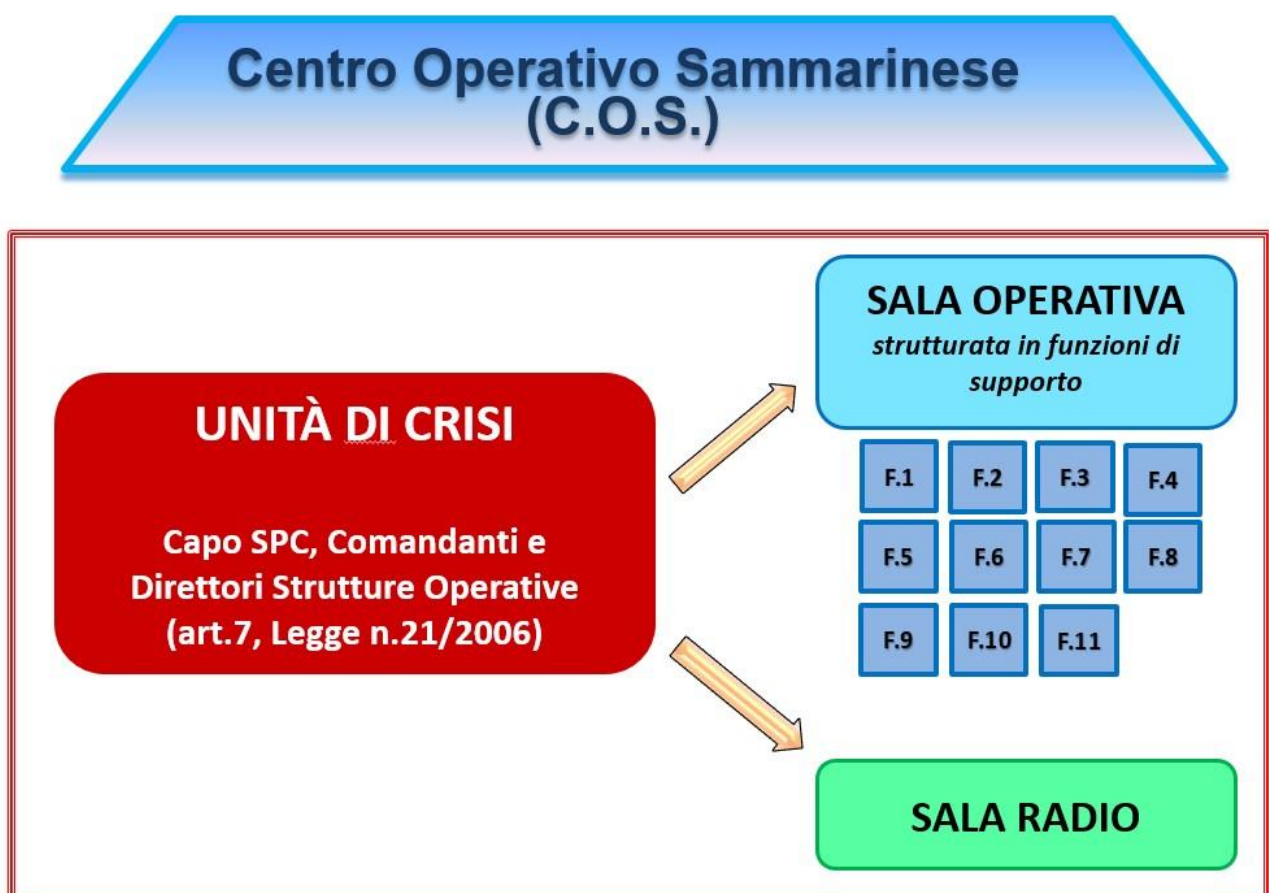 Centro Operativo Sammarinese
(C.O.S.)
UNITÀ DI CRISI
Capo SPC, Comandanti e
Direttori Strutture Operative
(art.7, Legge n.21/2006)
SALA OPERATIVA
strutturata in funzioni di
supporto
F.1 F.2 F.3 F.4
F.5 F.6 F.7 F.8
F.9 F.10 F.11
SALA RADIO